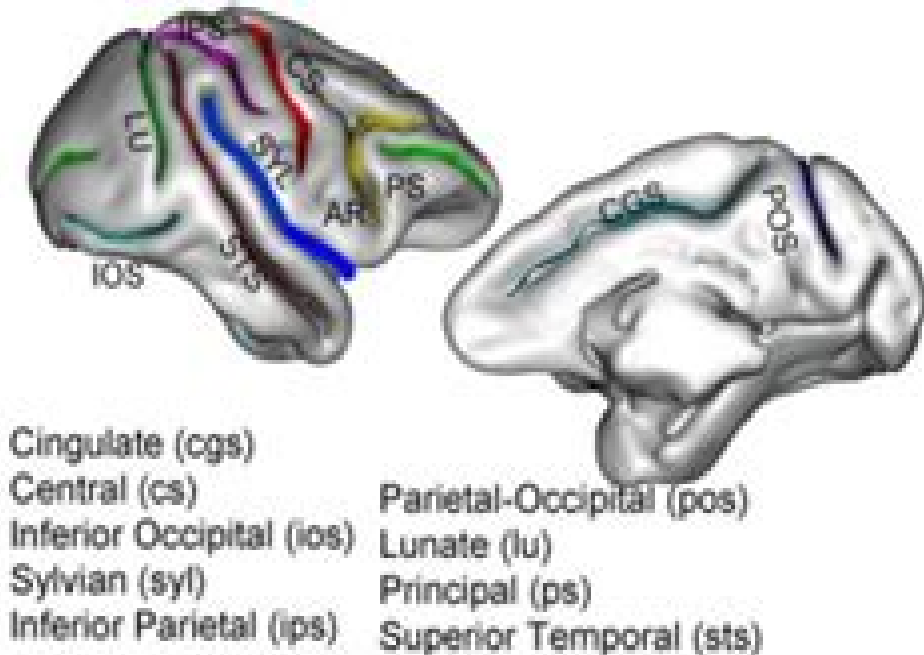 IPS
CS
LU
SYL
PS
AR
STS
IOS
CGS
POS
Cingulate (cgs)
Central (cs)
Inferior Occipital (ios)
Sylvian (syl)
Inferior Parietal (ips)
Parietal-Occipital (pos)
Lunate (lu)
Principal (ps)
Superior Temporal (sts)